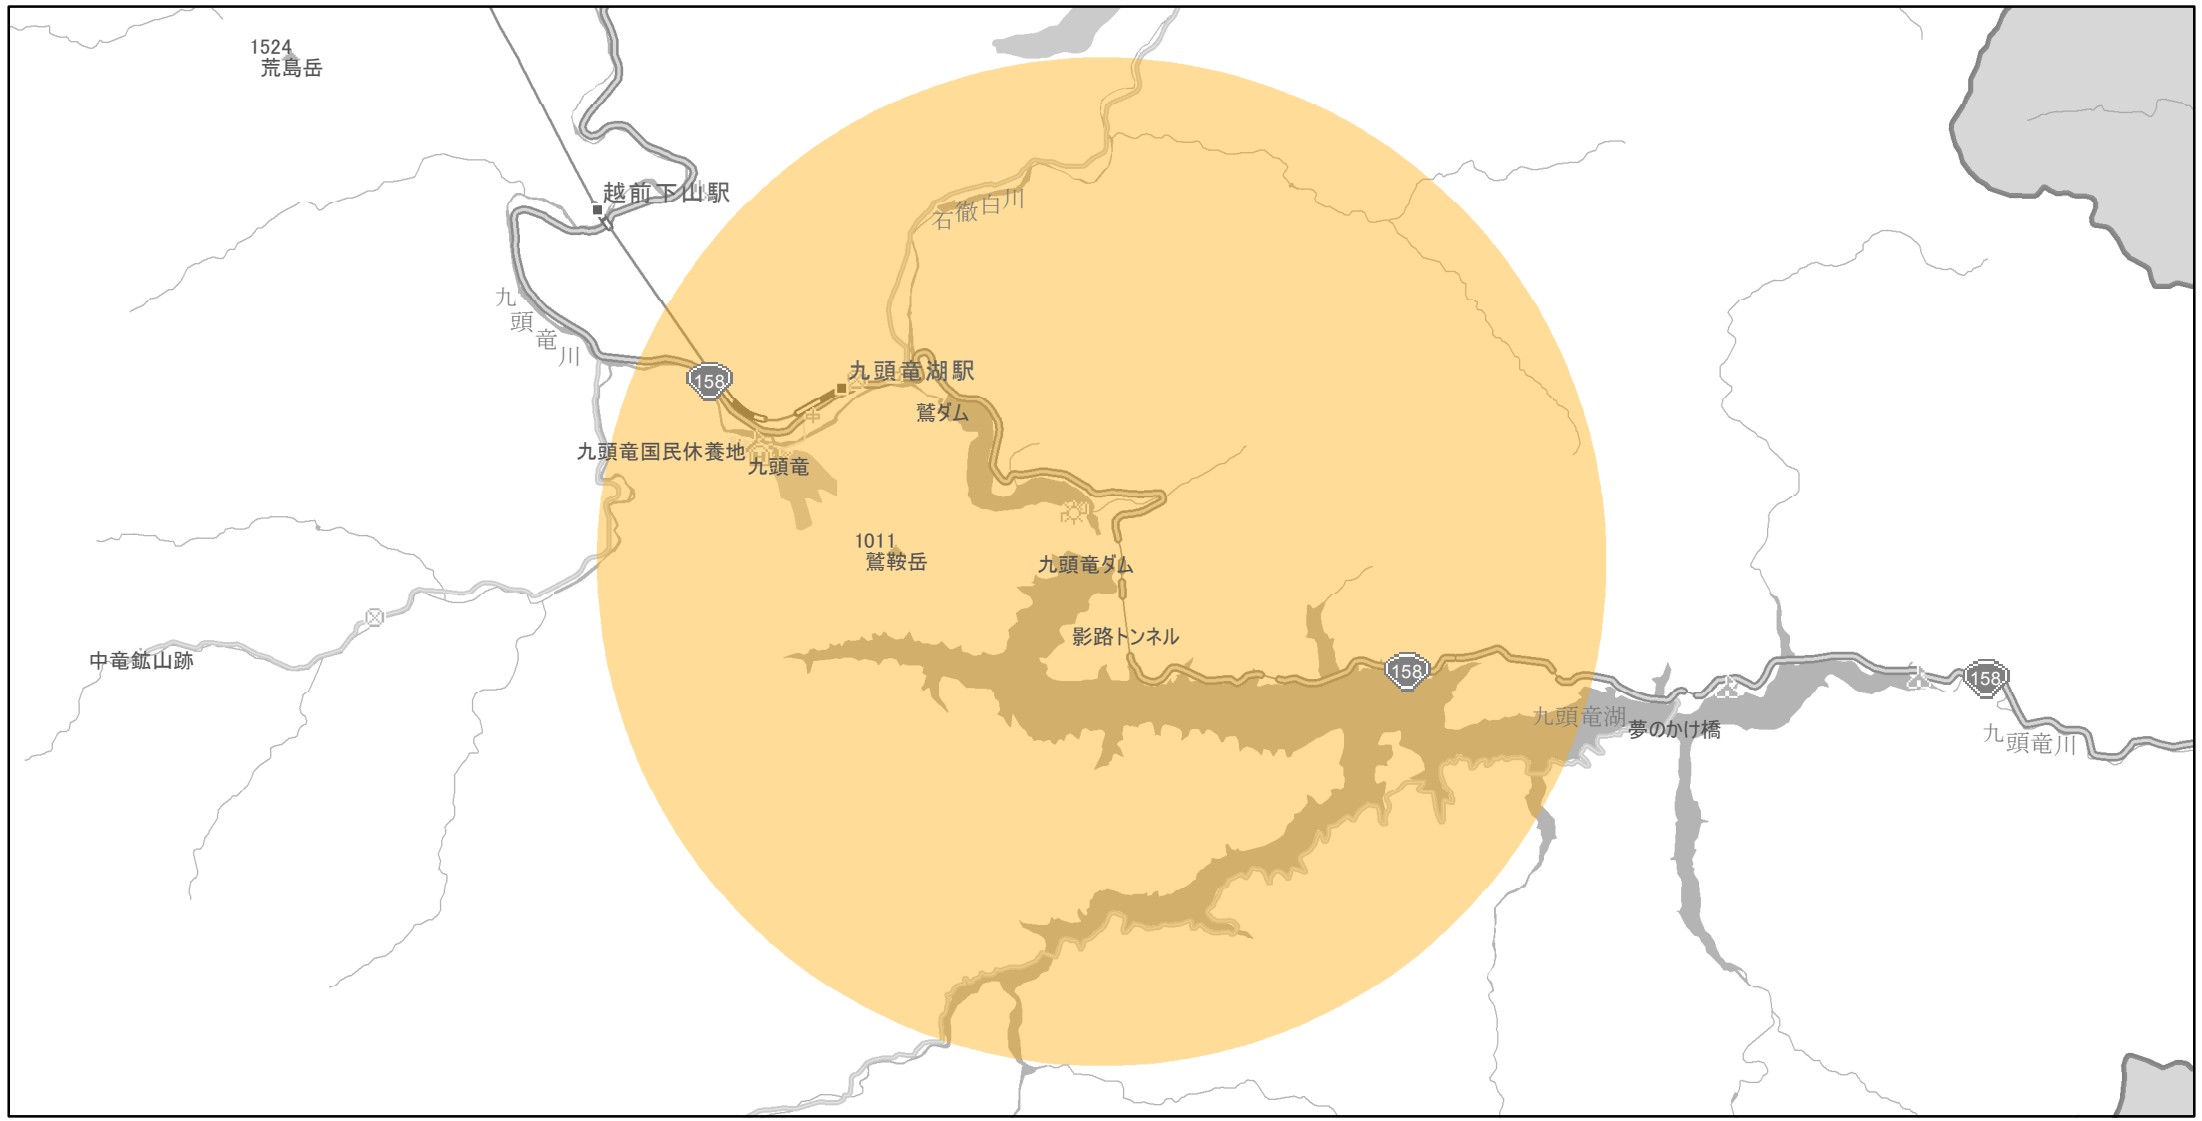 1524
荒島岳
越前下山駅
石徹白川
九頭竜川
九頭竜湖駅
158
鷲ダム
九頭竜国民休養地
九頭竜
中
1011
鷲鞍岳
九頭竜ダム
影路トンネル
中竜鉱山跡
158
158
九頭竜湖
夢のかけ橋
九頭竜川